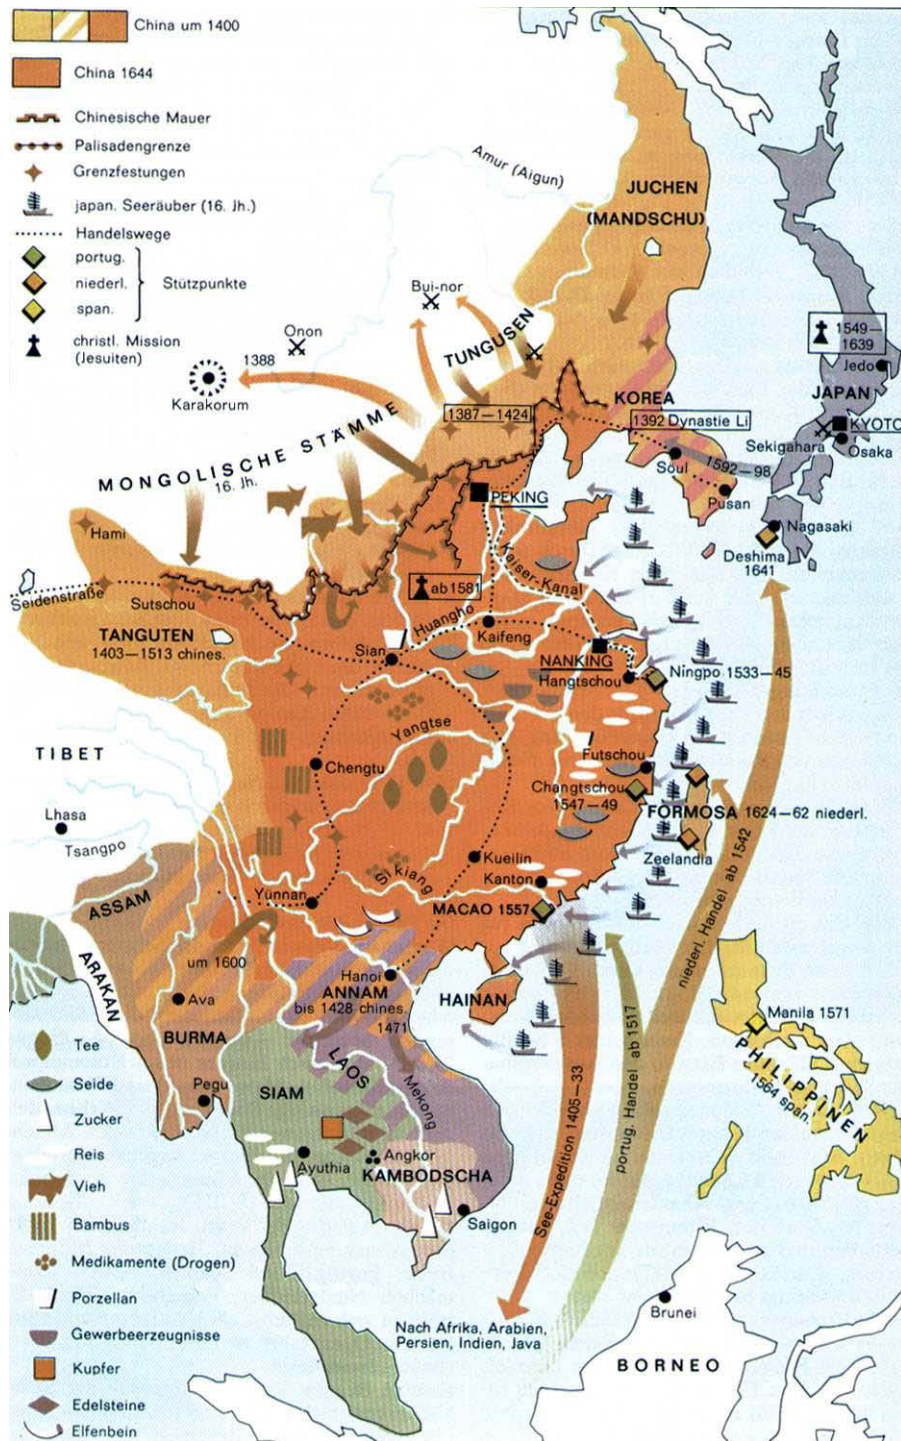 China um 1400
China 1644
Chinesische Mauer
Palisadengrenze
Grenzfestungen
japan. Seeräuber (16. Jh.)
Handelswege
portug.
niederl.
span.
Stützpunkte
christl. Mission
(Jesuiten)
Amur (Aigun)
JUCHEN
(MANDSCHU)
Bui-nor
Onon
TUNGUSEN
1388
Karakorum
1549—
1639
Jedo
JAPAN
KYOTO
Sekigahara
Osaka
KOREA
1387—1424
1392 Dynastie Li
MONGOLISCHE STÄMME
16. Jh.
Soul
1592—98
Pusan
PEKING
Nagasaki
Deshima
1641
Hami
Kaiser-Kanal
ab 1581
Seidenstraße
Sutschou
Huangho
Kaifeng
TANGUTEN
1403—1513 chines.
Sian
NANKING
Hangtschou
Ningpo 1533—45
Yangtse
TIBET
Chengtu
Futschou
Changtschou
1547—49
FORMOSA 1624—62 niederl.
Lhasa
Tsangpo
Zeelandia
Kueilin
Si kiang
Kanton
ASSAM
Yünnan
MACAO 1557
niederl. Handel ab 1542
ARAKAN
um 1600
Hanoi
ANNAM
bis 1428 chines.
1471
HAINAN
Ava
BURMA
Manila 1571
PHILIPPINEN
1564 span.
LAOS
Mekong
Pegu
SIAM
See-Expedition 1405—33
portug. Handel ab 1517
Angkor
Ayuthia
KAMBODSCHA
Saigon
Brunei
Nach Afrika, Arabien,
Persien, Indien, Java
BORNEO
Tee
Seide
Zucker
Reis
Vieh
Bambus
Medikamente (Drogen)
Porzellan
Gewerbeerzeugnisse
Kupfer
Edelsteine
Elfenbein